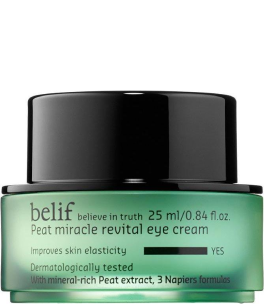 belif believe in truth 25 ml/0.84 fl.oz.
Peat miracle revital eye cream
Improves skin elasticity YES
Dermatologically tested
With mineral-rich Peat extract, 3 Napiers formulas